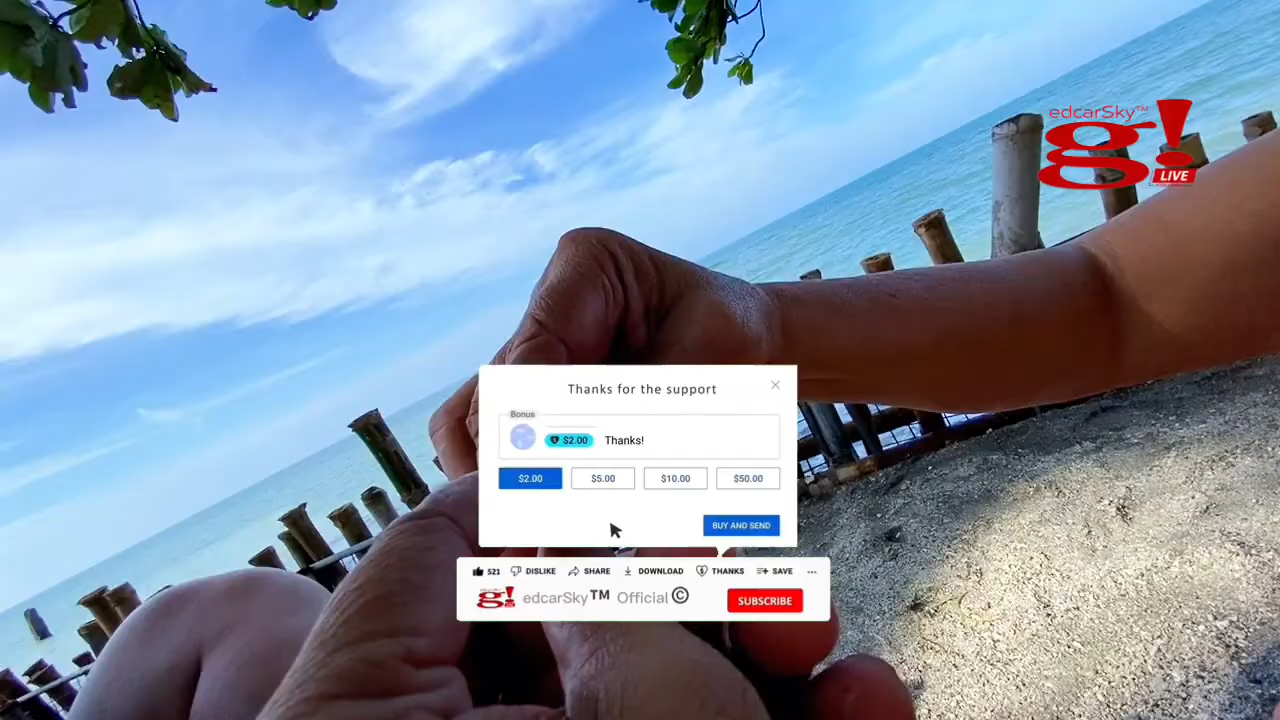 edcarSky™
g!
LIVE
Thanks for the support
Bonus
$2.00 Thanks!
$2.00 $5.00 $10.00 $50.00
BUY AND SEND
521 DISLIKE SHARE DOWNLOAD THANKS SAVE ...
g! edcarSky™ Official©
SUBSCRIBE